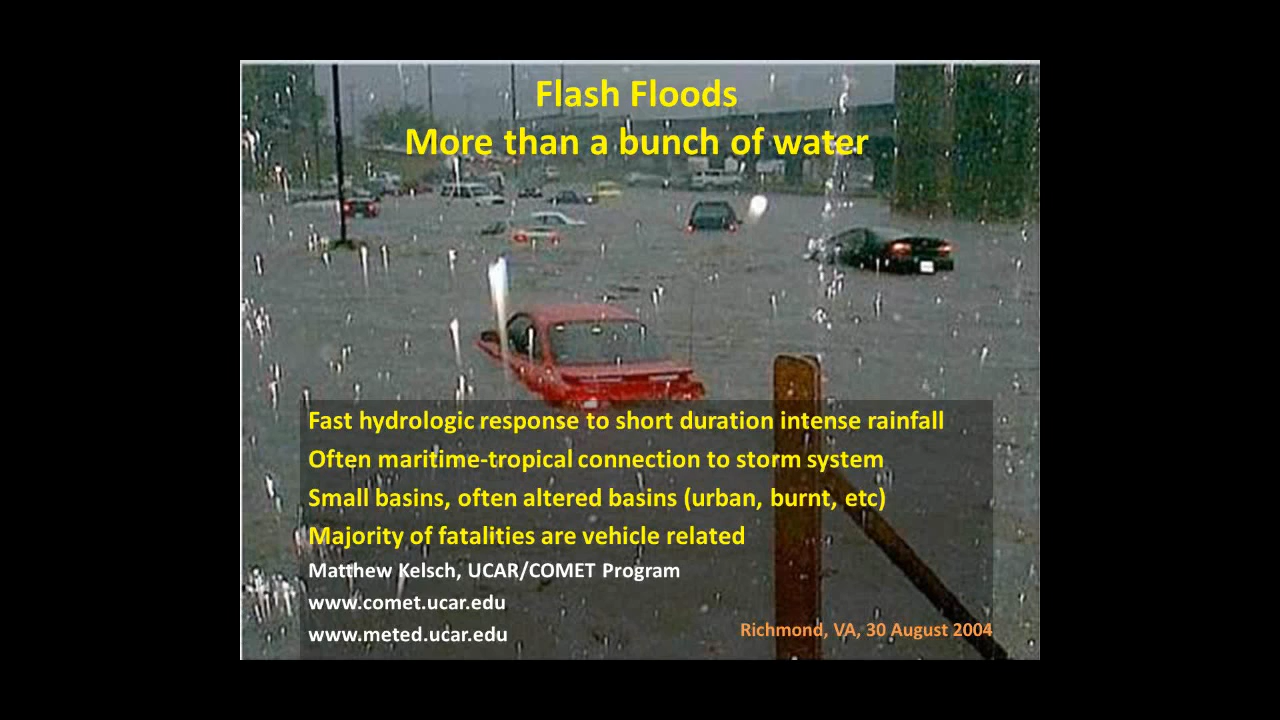 Flash Floods
More than a bunch of water
Fast hydrologic response to short duration intense rainfall
Often maritime-tropical connection to storm system
Small basins, often altered basins (urban, burnt, etc)
Majority of fatalities are vehicle related
Matthew Kelsch, UCAR/COMET Program
www.comet.ucar.edu
www.meted.ucar.edu
Richmond, VA, 30 August 2004